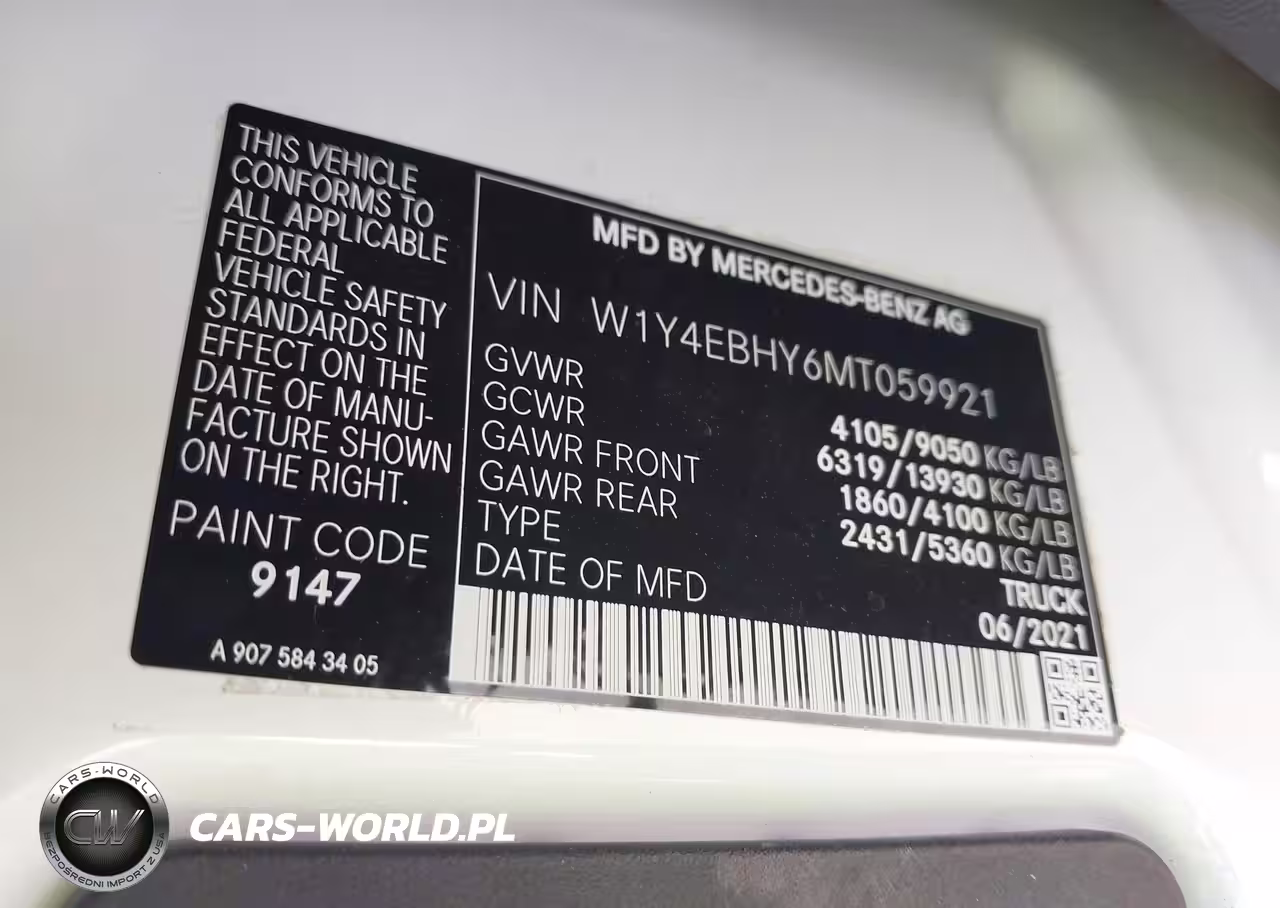 THIS VEHICLE
CONFORMS TO
ALL APPLICABLE
FEDERAL
VEHICLE SAFETY
STANDARDS IN
EFFECT ON THE
DATE OF MANU-
FACTURE SHOWN
ON THE RIGHT.
PAINT CODE
9147
A 907 584 34 05
MFD BY MERCEDES-BENZ AG
VIN W1Y4EBHY6MT059921
GVWR 4105/9050 KG/LB
GCWR 6319/13930 KG/LB
GAWR FRONT 1860/4100 KG/LB
GAWR REAR 2431/5360 KG/LB
TYPE TRUCK
DATE OF MFD 06/2021
CARS-WORLD
CW
BEZPOŚREDNI IMPORT Z USA
CARS-WORLD.PL